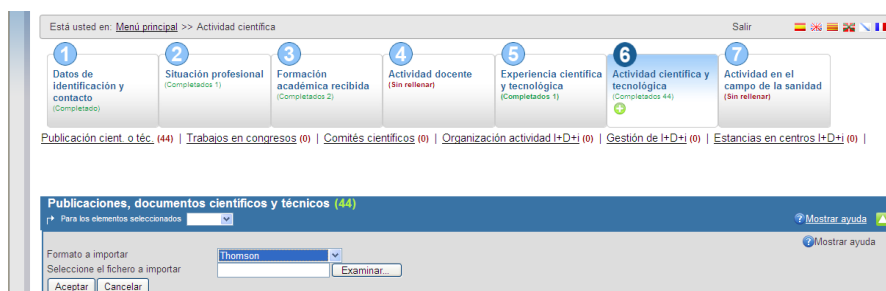 Está usted en: Menú principal >> Actividad científica
Salir
1
Datos de identificación y contacto
(Completado)
2
Situación profesional
(Completados 1)
3
Formación académica recibida
(Completados 2)
4
Actividad docente
(Sin rellenar)
5
Experiencia científica y tecnológica
(Completados 1)
6
Actividad científica y tecnológica
(Completados 44)
7
Actividad en el campo de la sanidad
(Sin rellenar)
Publicación cient. o téc. (44) | Trabajos en congresos (0) | Comités científicos (0) | Organización actividad I+D+i (0) | Gestión de I+D+i (0) | Estancias en centros I+D+i (0) |
Publicaciones, documentos científicos y técnicos (44)
Para los elementos seleccionados
Mostrar ayuda
Mostrar ayuda
Formato a importar Thomson
Seleccione el fichero a importar Examinar...
Aceptar Cancelar